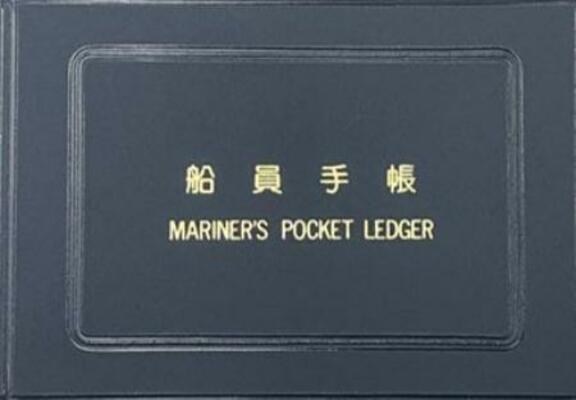 船員手帳
MARINER'S POCKET LEDGER